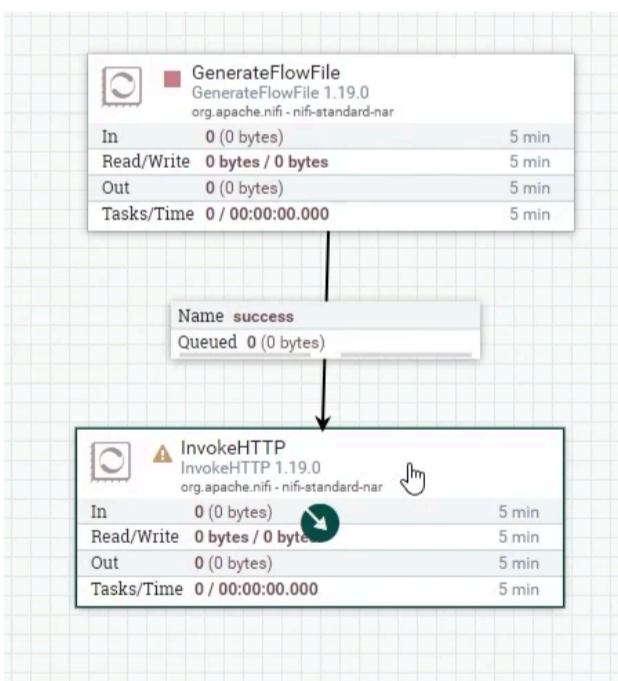 GenerateFlowFile
GenerateFlowFile 1.19.0
org.apache.nifi - nifi-standard-nar
In 0 (0 bytes) 5 min
Read/Write 0 bytes / 0 bytes 5 min
Out 0 (0 bytes) 5 min
Tasks/Time 0 / 00:00:00.000 5 min
Name success
Queued 0 (0 bytes)
InvokeHTTP
InvokeHTTP 1.19.0
org.apache.nifi - nifi-standard-nar
In 0 (0 bytes) 5 min
Read/Write 0 bytes / 0 byte 5 min
Out 0 (0 bytes) 5 min
Tasks/Time 0 / 00:00:00.000 5 min